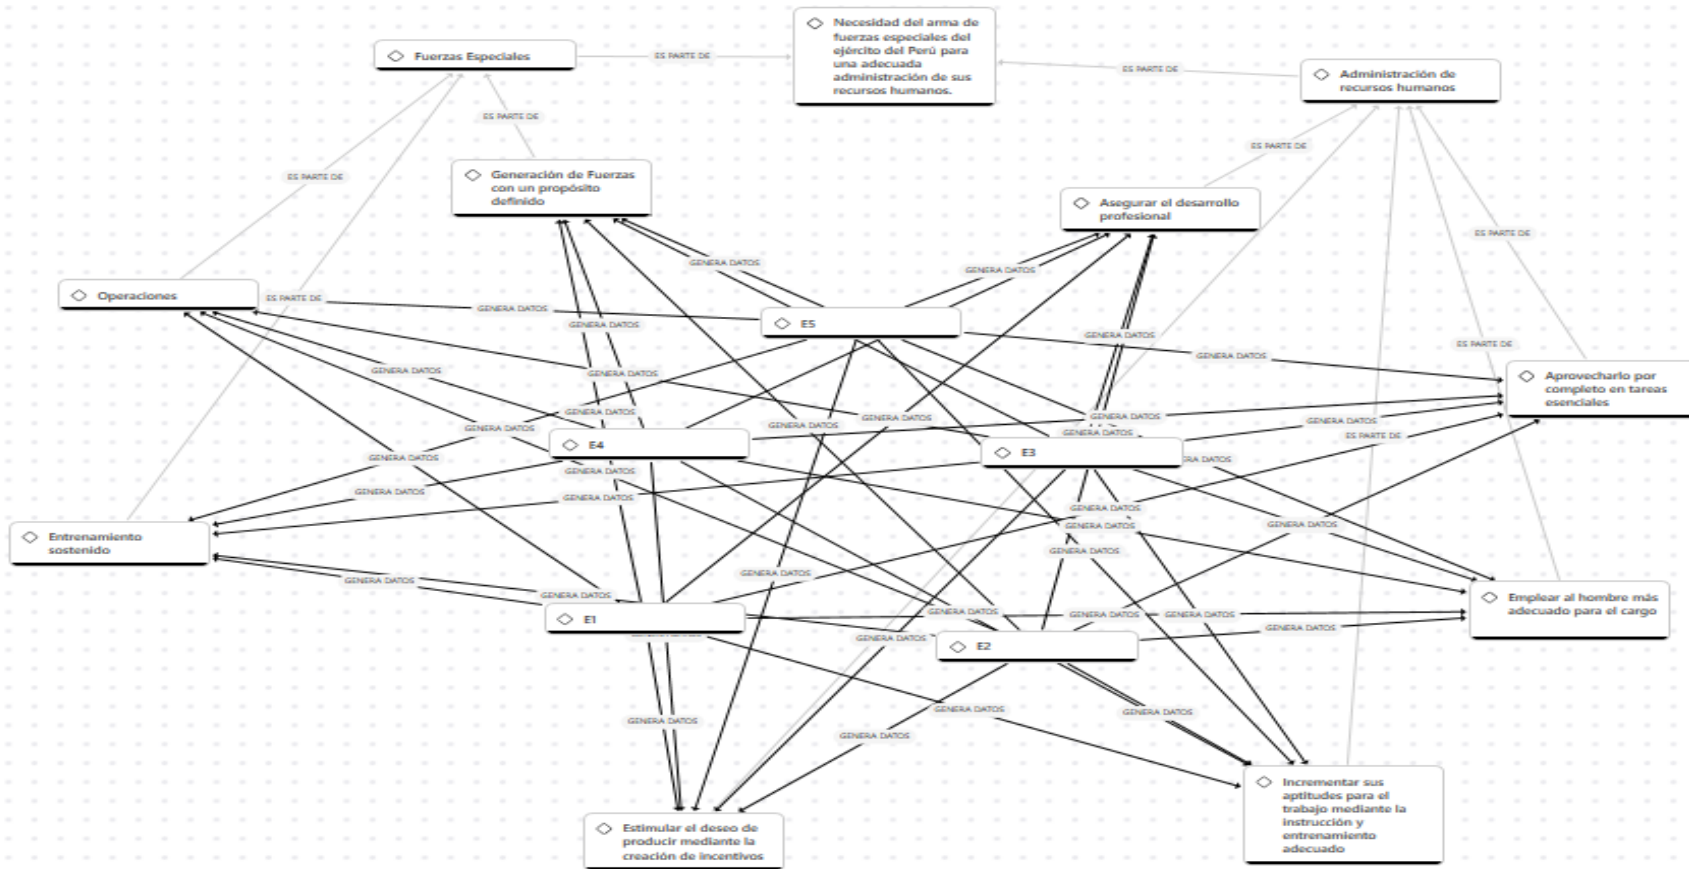 Necesidad del arma de
fuerzas especiales del
ejército del Perú para
una adecuada
administración de sus
recursos humanos.
Fuerzas Especiales
ES PARTE DE
ES PARTE DE
Administración de
recursos humanos
ES PARTE DE
ES PARTE DE
Generación de Fuerzas
con un propósito
definido
ES PARTE DE
Asegurar el desarrollo
profesional
ES PARTE DE
GENERA DATOS
GENERA DATOS
Operaciones
ES PARTE DE
GENERA DATOS
GENERA DATOS
E5
GENERA DATOS
GENERA DATOS
ES PARTE DE
GENERA DATOS
GENERA DATOS
Aprovecharlo por
completo en tareas
esenciales
GENERA DATOS
GENERA DATOS
GENERA DATOS
GENERA DATOS
GENERA DATOS
GENERA DATOS
GENERA DATOS
ES PARTE DE
E4
E3
GENERA DATOS
GENERA DATOS
GENERA DATOS
GENERA DATOS
GENERA DATOS
GENERA DATOS
GENERA DATOS
Entrenamiento
sostenido
GENERA DATOS
GENERA DATOS
GENERA DATOS
GENERA DATOS
Emplear al hombre más
adecuado para el cargo
E1
GENERA DATOS
GENERA DATOS
GENERA DATOS
GENERA DATOS
GENERA DATOS
E2
GENERA DATOS
GENERA DATOS
GENERA DATOS
GENERA DATOS
Incrementar sus
aptitudes para el
trabajo mediante la
instrucción y
entrenamiento
adecuado
Estimular el deseo de
producir mediante la
creación de incentivos